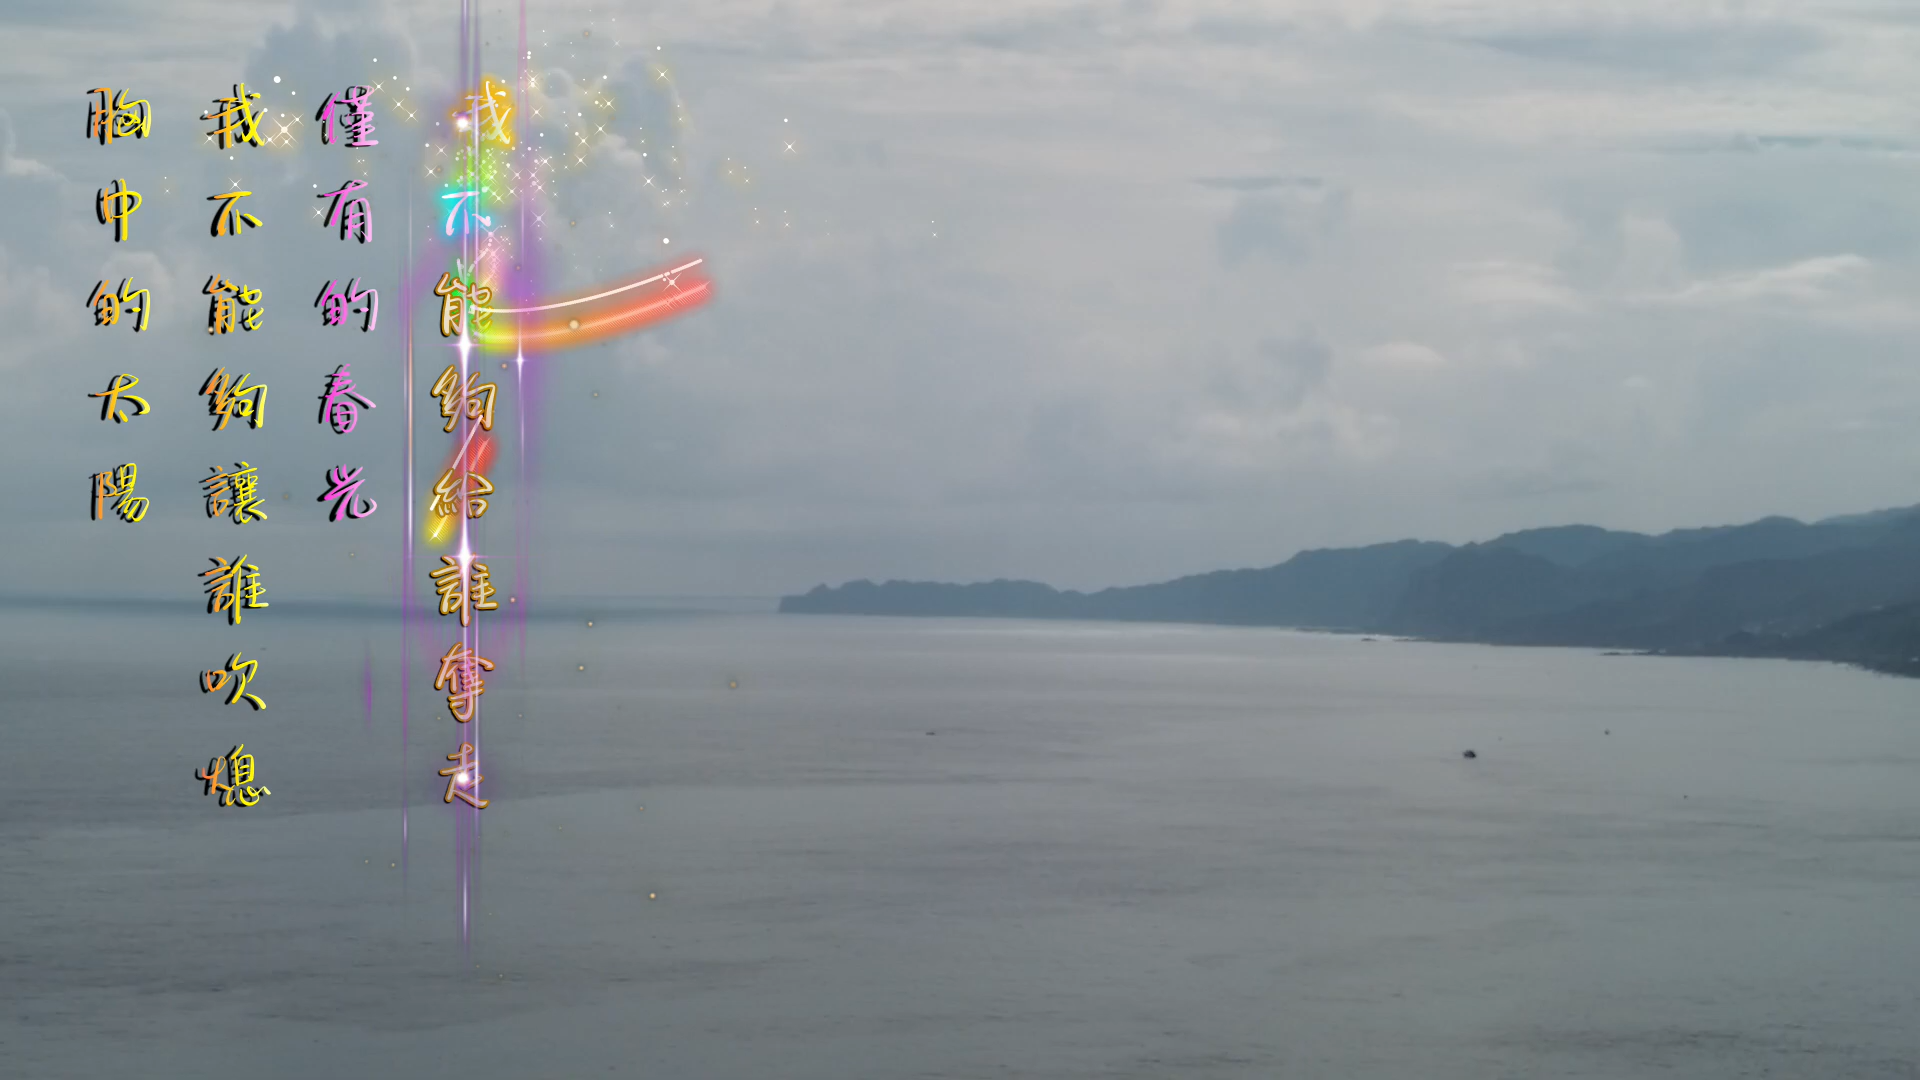 我不能夠給誰奪走
僅有的春光
我不能夠讓誰吹熄
胸中的太陽